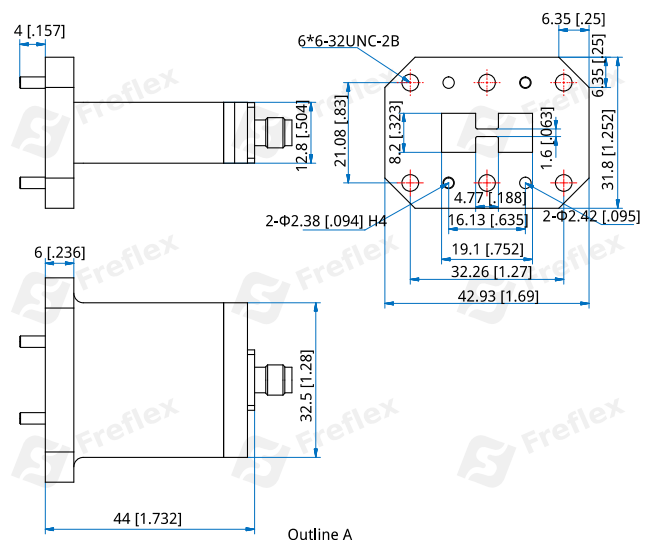 4 [.157]
12.8 [.504]
6*6-32UNC-2B
6.35 [.25]
6.35 [.25]
21.08 [.83]
8.2 [.323]
1.6 [.063]
31.8 [1.252]
4.77 [.188]
2-Φ2.38 [.094] H4
16.13 [.635]
2-Φ2.42 [.095]
19.1 [.752]
32.26 [1.27]
42.93 [1.69]
6 [.236]
32.5 [1.28]
44 [1.732]
Outline A
Freflex
Freflex
Freflex
Freflex
Freflex
Freflex
Freflex
Freflex